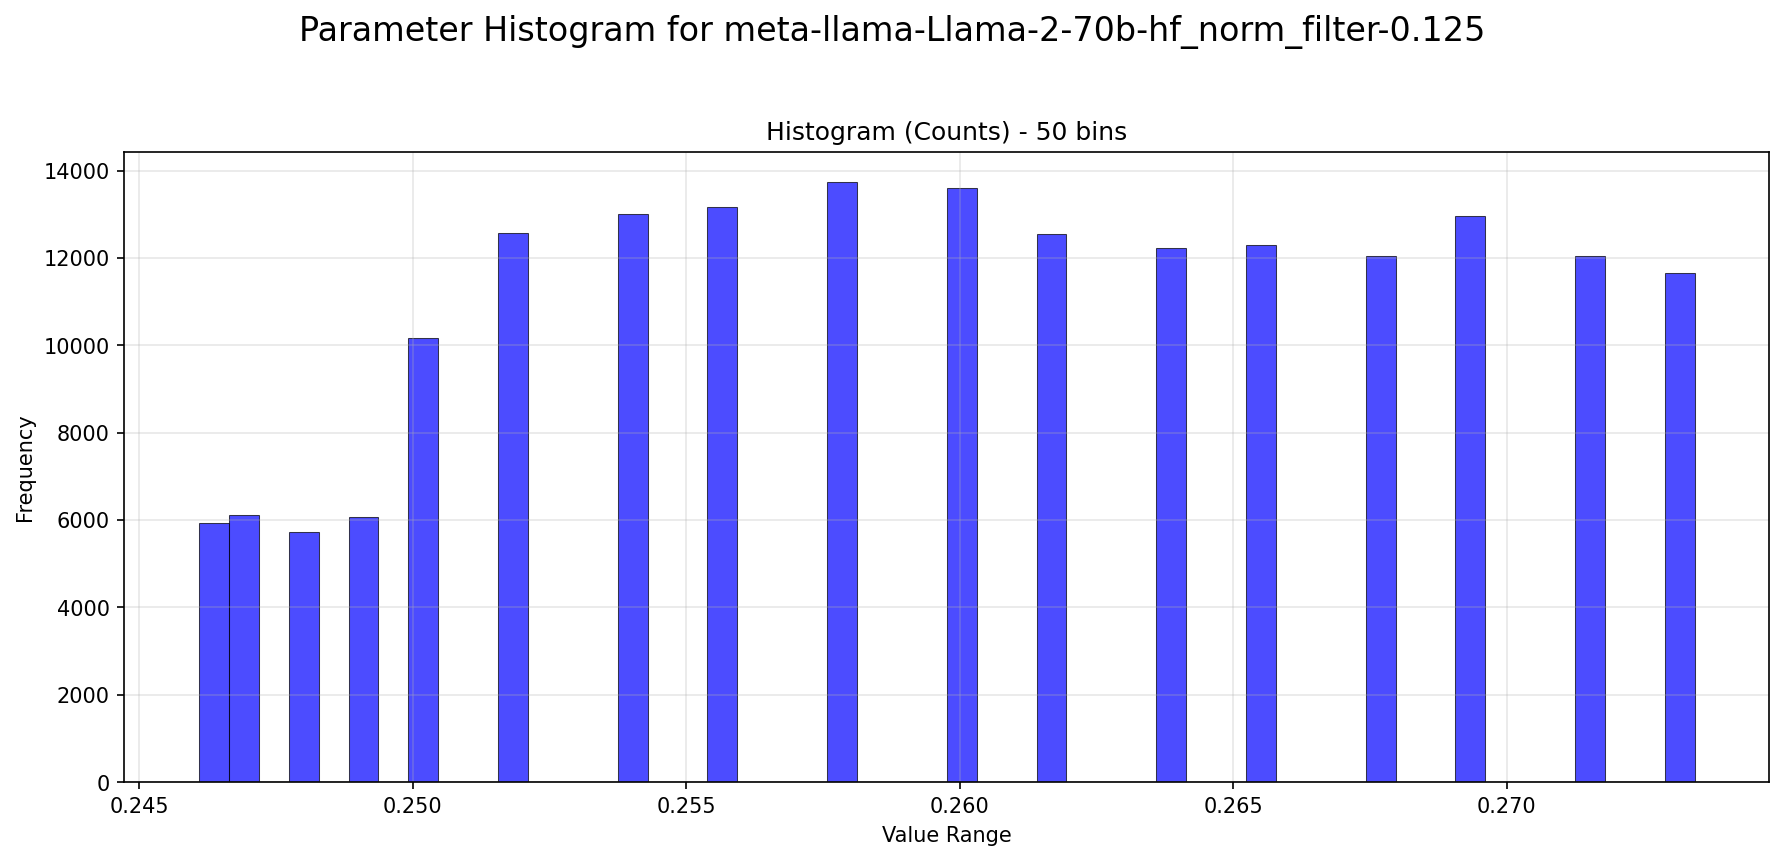 Parameter Histogram for meta-llama-Llama-2-70b-hf_norm_filter-0.125
Histogram (Counts) - 50 bins
14000
12000
10000
8000
6000
4000
2000
0
Frequency
0.245 0.250 0.255 0.260 0.265 0.270
Value Range